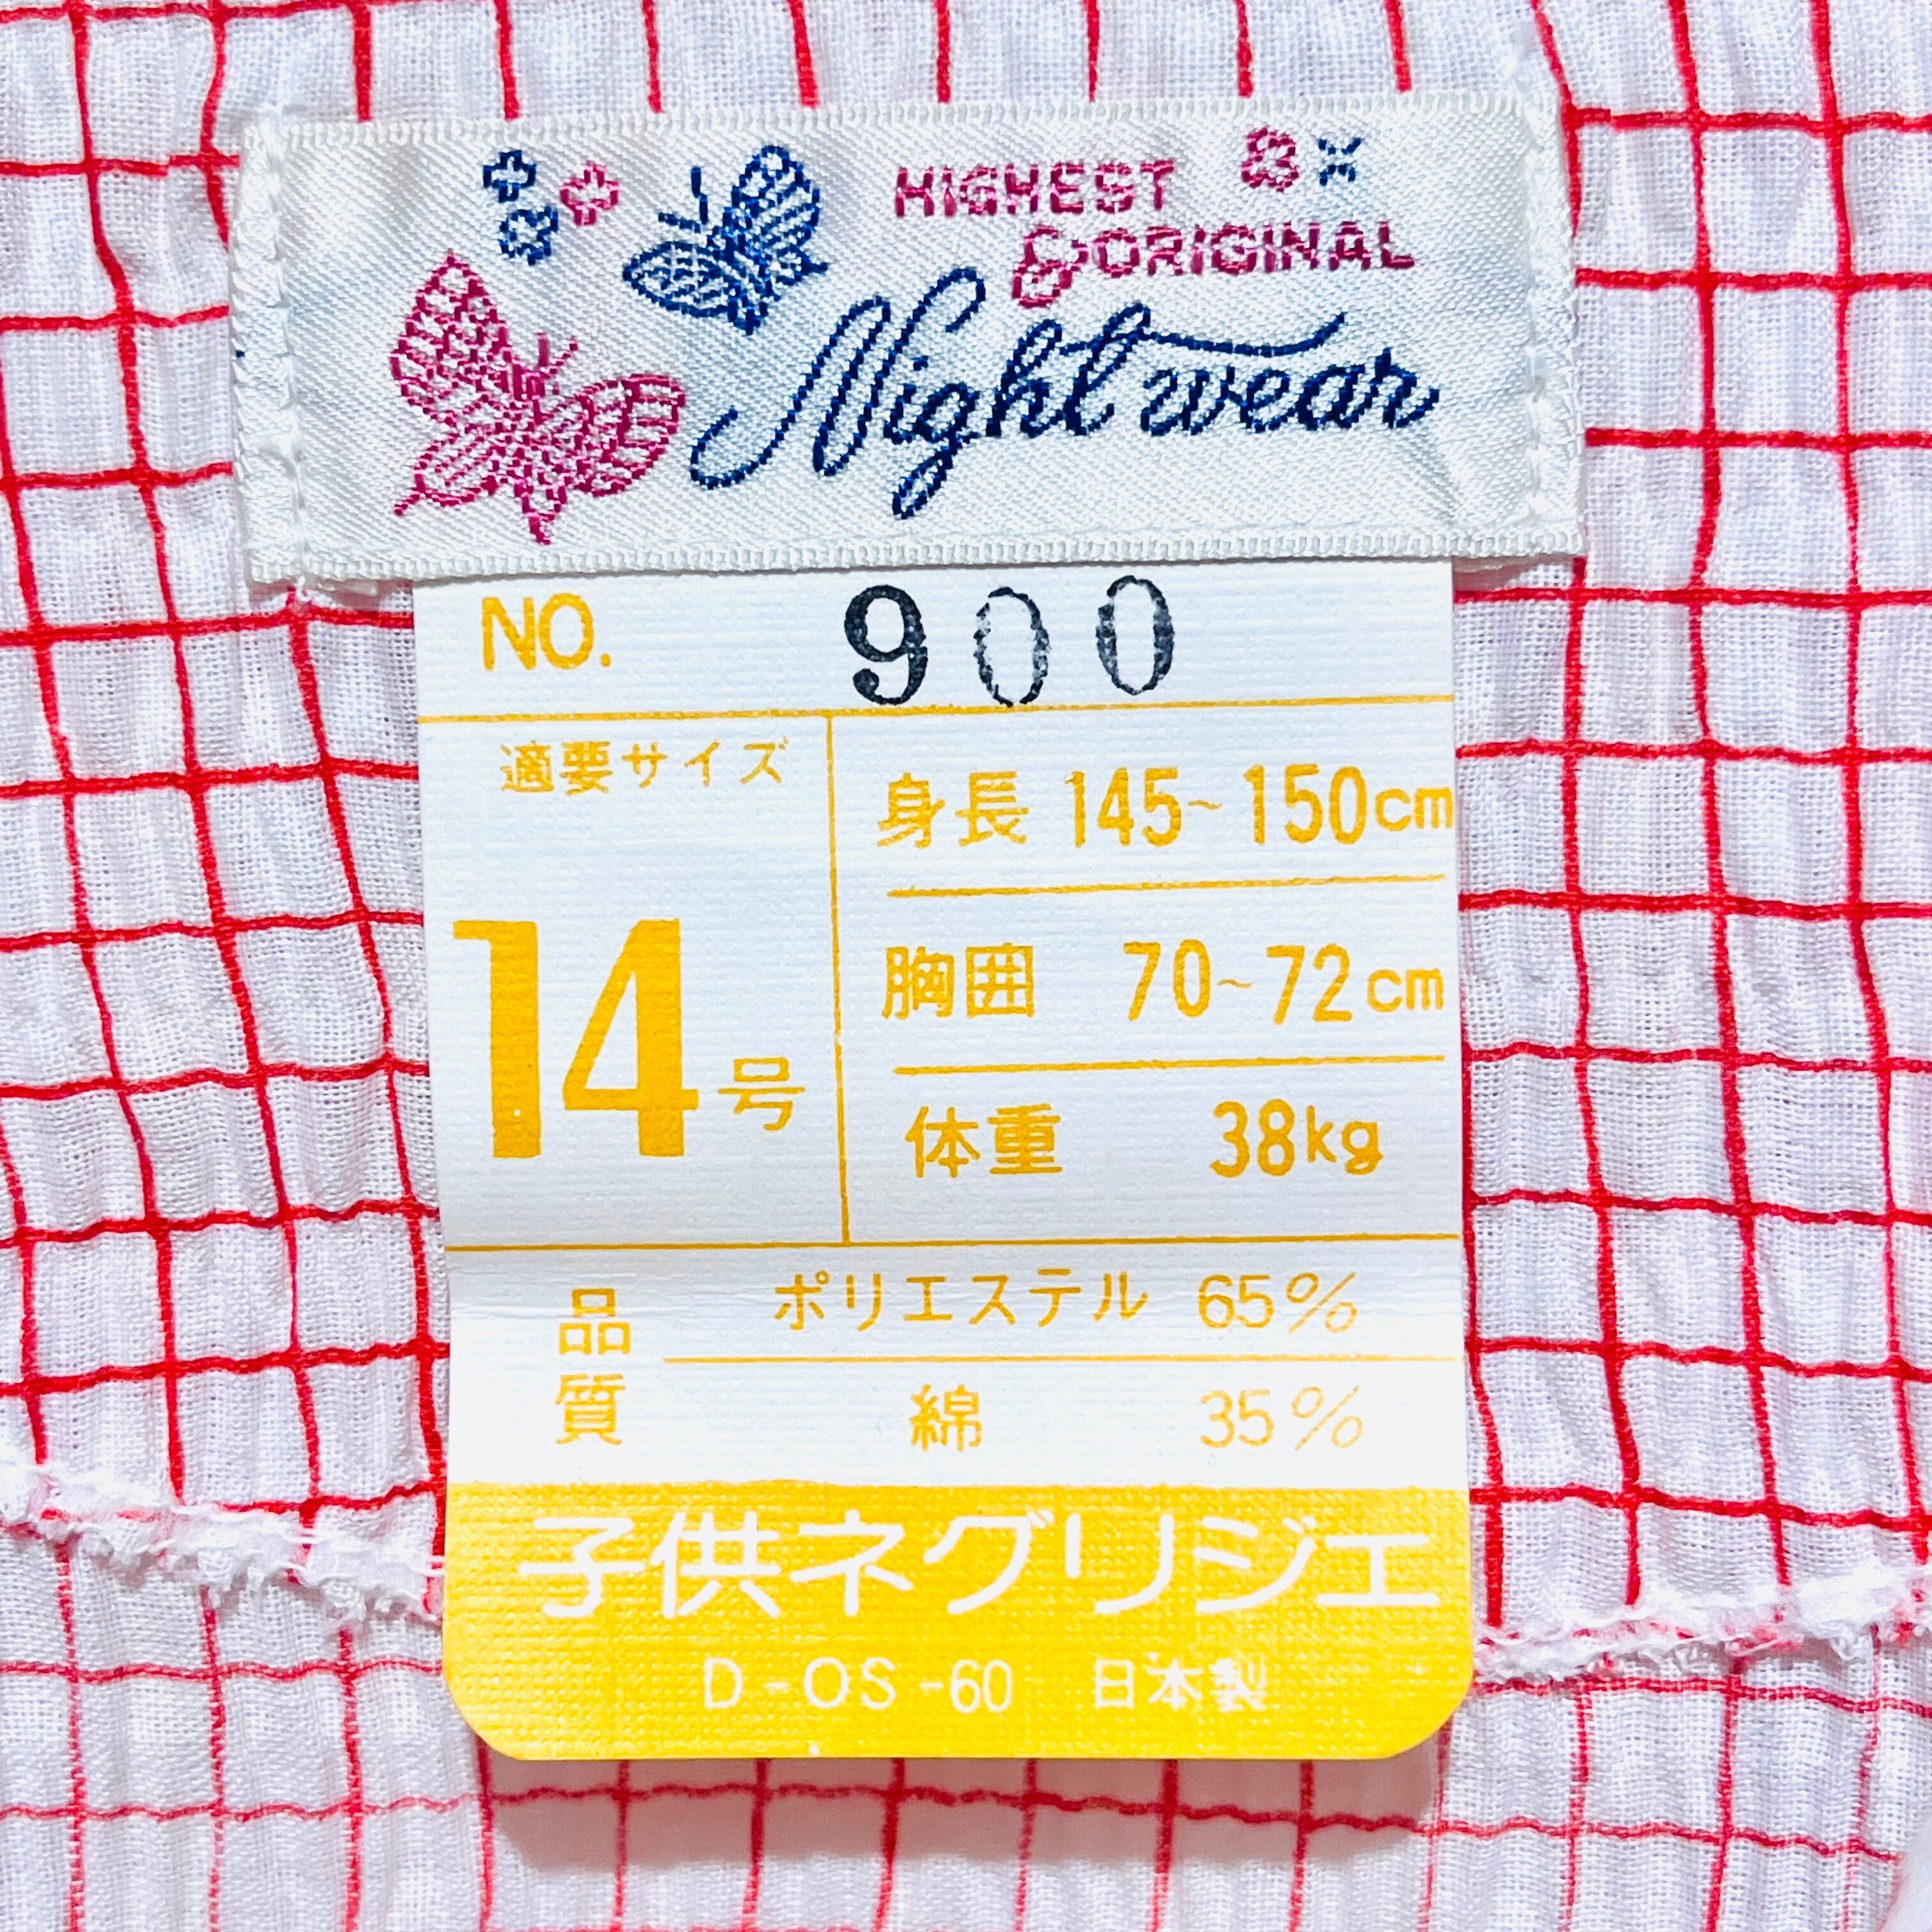 HIGHEST
&ORIGINAL
Night wear
NO. 900
適要サイズ
14号
身長 145~150cm
胸囲 70~72cm
体重 38kg
品質
ポリエステル 65%
綿 35%
子供ネグリジェ
D-OS-60 日本製